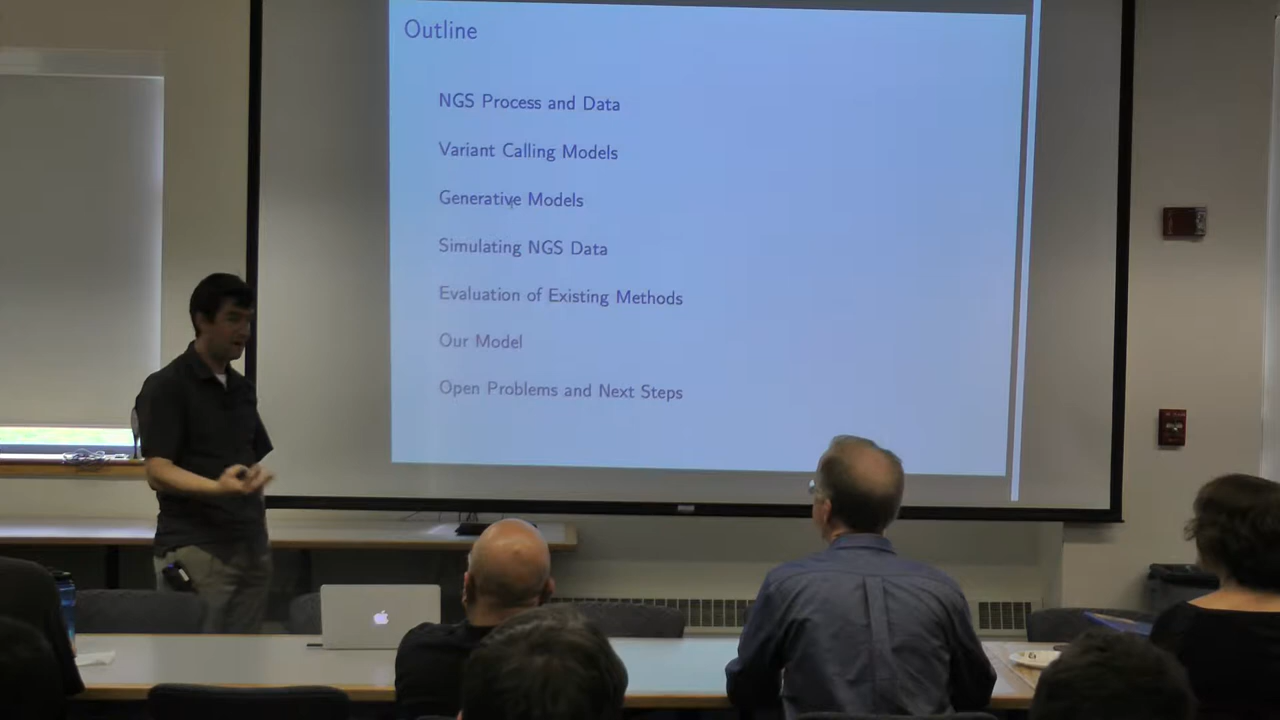 Outline
NGS Process and Data
Variant Calling Models
Generative Models
Simulating NGS Data
Evaluation of Existing Methods
Our Model
Open Problems and Next Steps